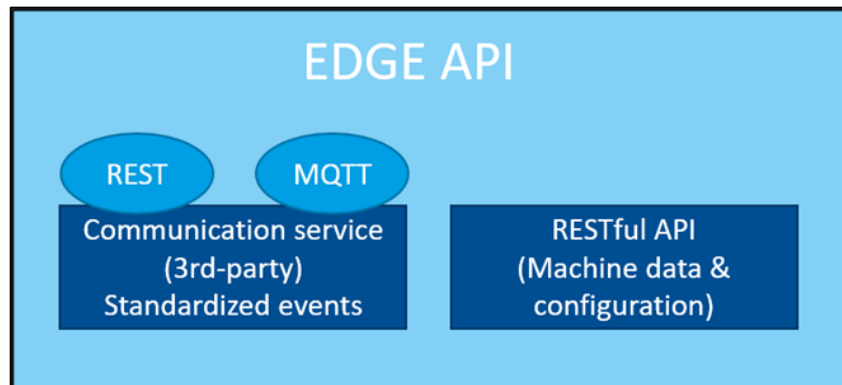 EDGE API
REST
MQTT
Communication service
(3rd-party)
Standardized events
RESTful API
(Machine data &
configuration)